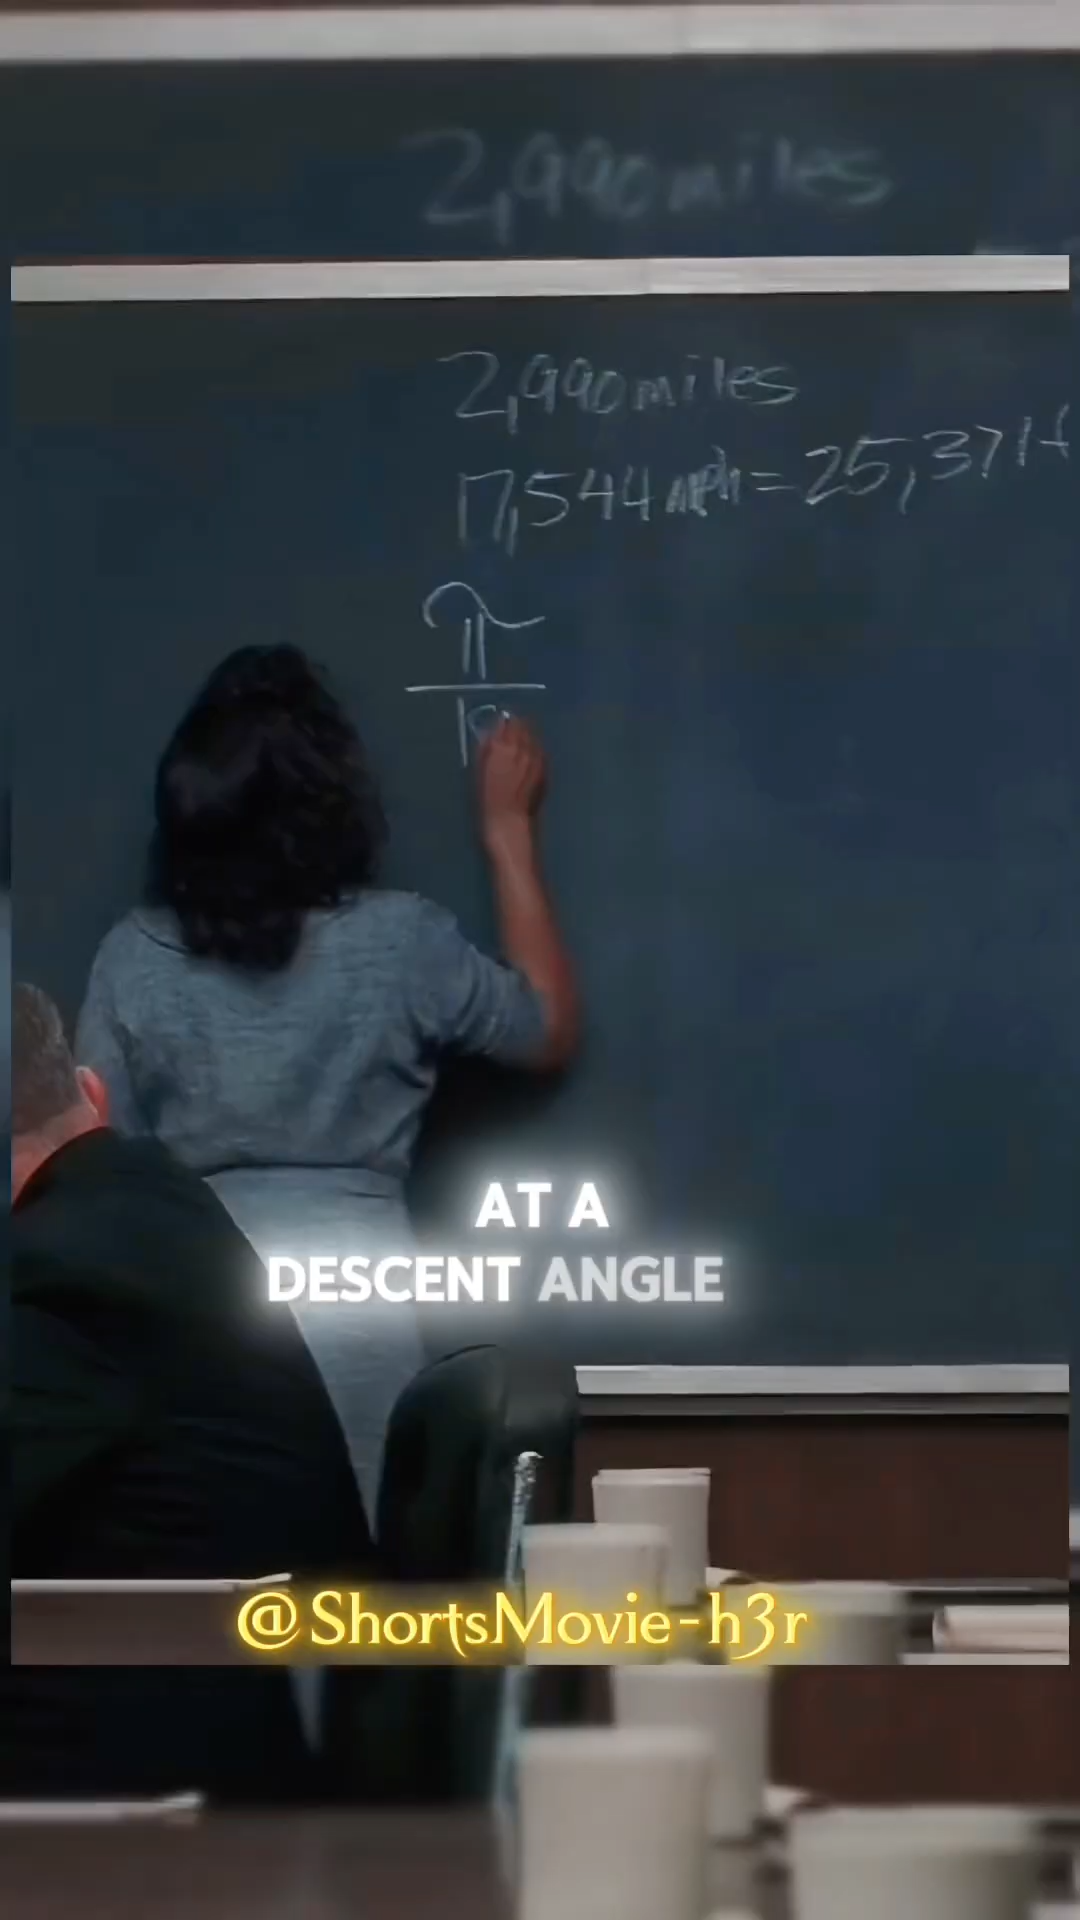 2,990 miles
2,990 miles
17,544 mph = 25,371 f
π
AT A
DESCENT ANGLE
@ShortsMovie-h3r